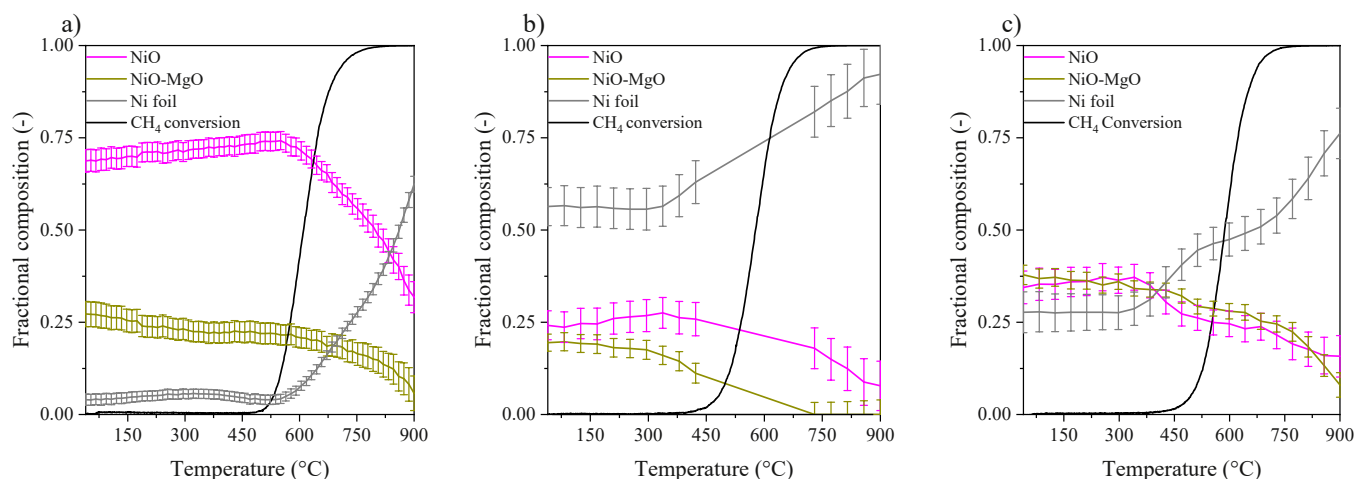 a)
1.00
0.75
0.50
0.25
0.00
Fractional composition (-)
NiO
NiO-MgO
Ni foil
CH₄ conversion
150 300 450 600 750 900
Temperature (°C)
b)
1.00
0.75
0.50
0.25
0.00
Fractional composition (-)
NiO
NiO-MgO
Ni foil
CH₄ conversion
150 300 450 600 750 900
Temperature (°C)
c)
1.00
0.75
0.50
0.25
0.00
Fractional composition (-)
NiO
NiO-MgO
Ni foil
CH₄ Conversion
150 300 450 600 750 900
Temperature (°C)